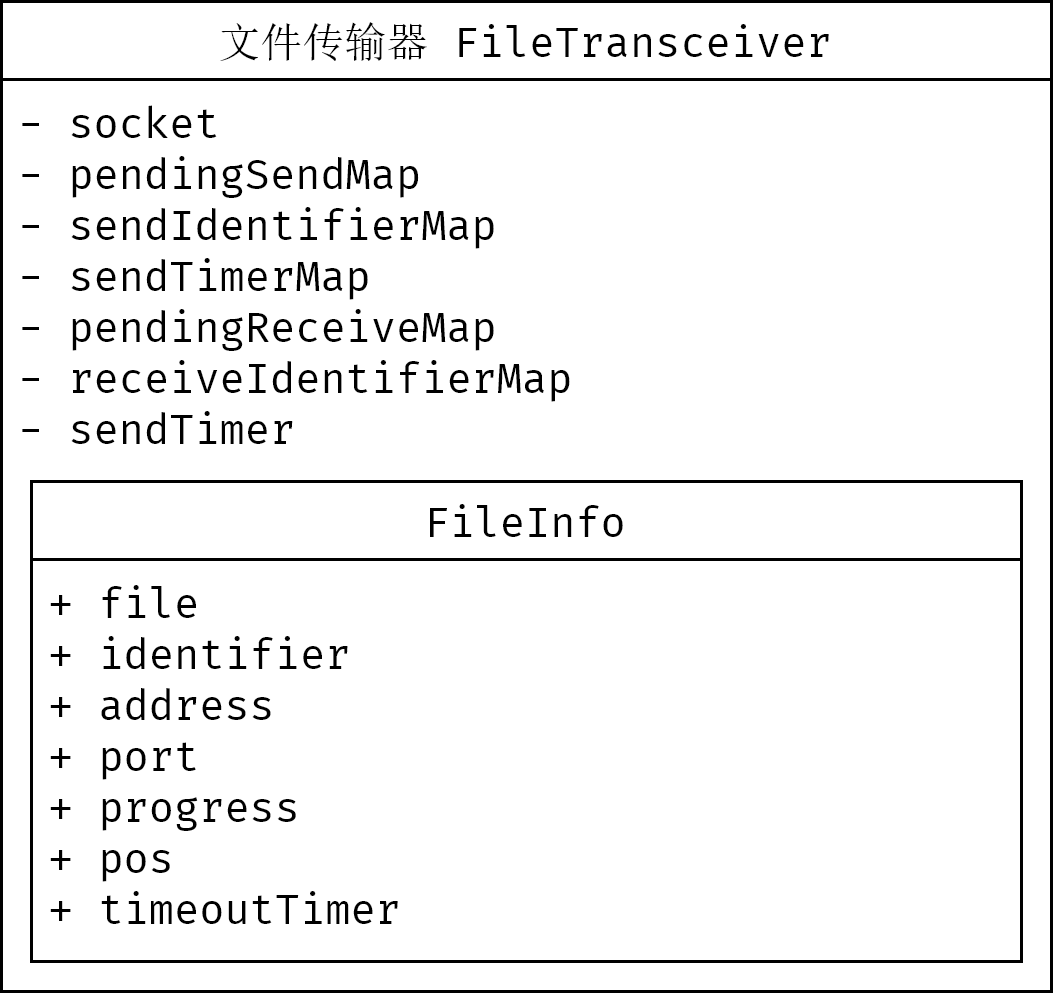 文件传输器 FileTransceiver
- socket
- pendingSendMap
- sendIdentifierMap
- sendTimerMap
- pendingReceiveMap
- receiveIdentifierMap
- sendTimer
FileInfo
+ file
+ identifier
+ address
+ port
+ progress
+ pos
+ timeoutTimer